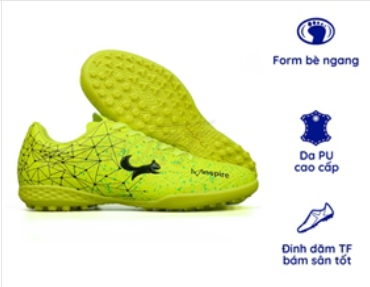 Form bè ngang
Da PU
cao cấp
Đinh dăm TF
bám sân tốt